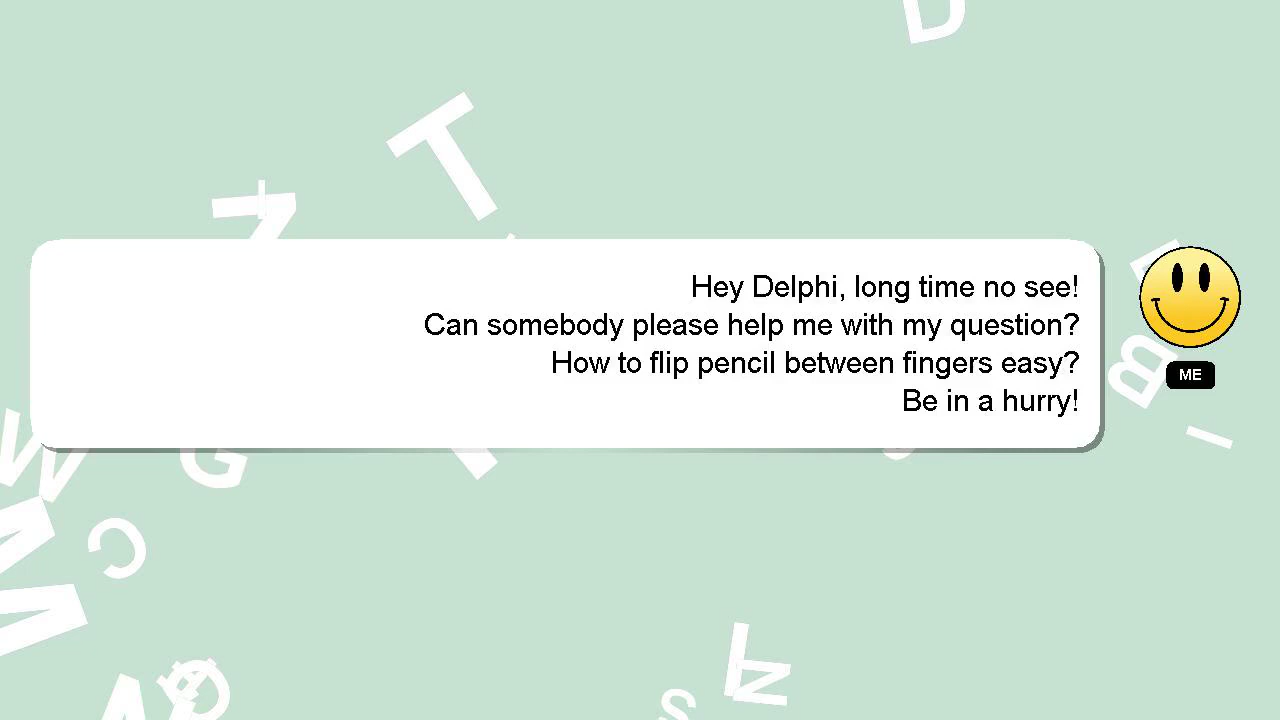 Hey Delphi, long time no see!
Can somebody please help me with my question?
How to flip pencil between fingers easy?
Be in a hurry!
ME